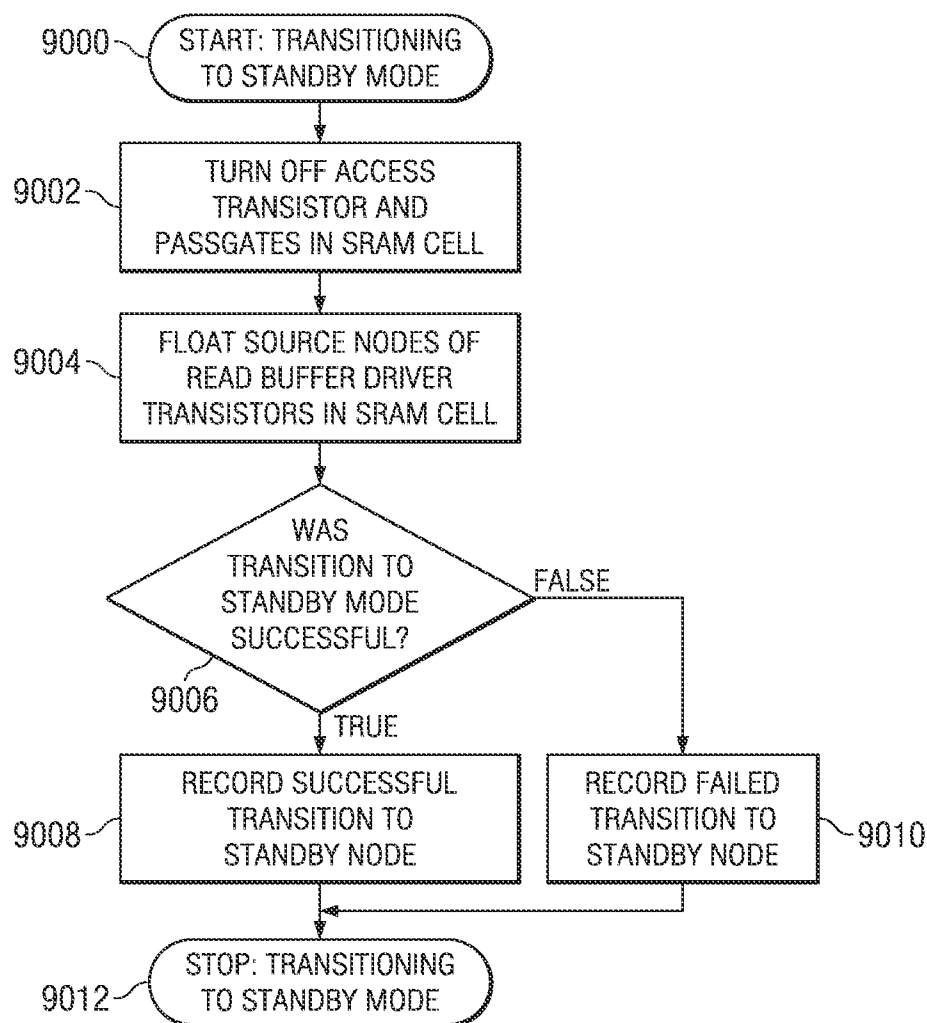 9000
START: TRANSITIONING
TO STANDBY MODE
9002
TURN OFF ACCESS
TRANSISTOR AND
PASSGATES IN SRAM CELL
9004
FLOAT SOURCE NODES OF
READ BUFFER DRIVER
TRANSISTORS IN SRAM CELL
WAS
TRANSITION TO
STANDBY MODE
SUCCESSFUL?
FALSE
9006
TRUE
9008
RECORD SUCCESSFUL
TRANSITION TO
STANDBY NODE
RECORD FAILED
TRANSITION TO
STANDBY NODE
9010
STOP: TRANSITIONING
TO STANDBY MODE
9012